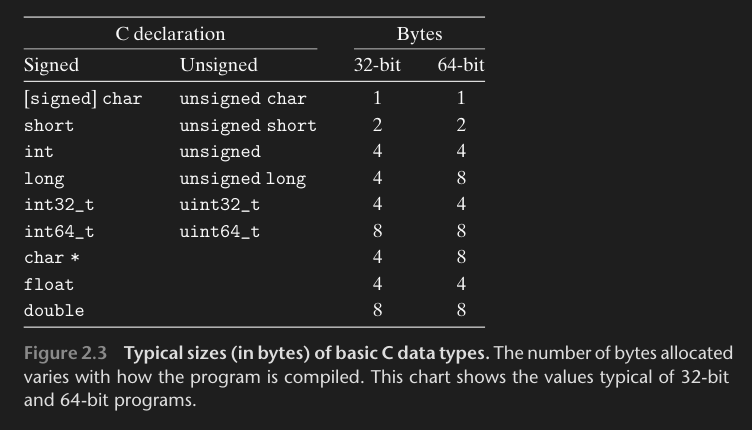 C declaration Bytes
Signed Unsigned 32-bit 64-bit
[signed] char unsigned char 1 1
short unsigned short 2 2
int unsigned 4 4
long unsigned long 4 8
int32_t uint32_t 4 4
int64_t uint64_t 8 8
char * 4 8
float 4 4
double 8 8
Figure 2.3 Typical sizes (in bytes) of basic C data types. The number of bytes allocated
varies with how the program is compiled. This chart shows the values typical of 32-bit
and 64-bit programs.